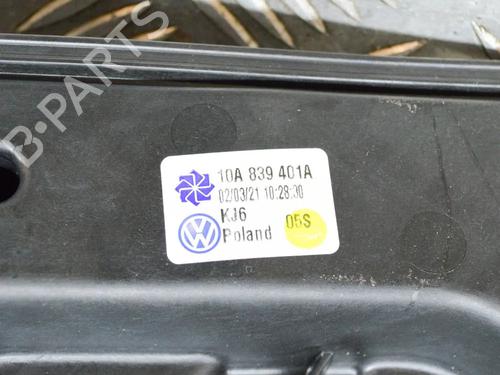 B-PARTS
10A 839 401A
02/03/21 10:28:30
KJ6 05S
Poland